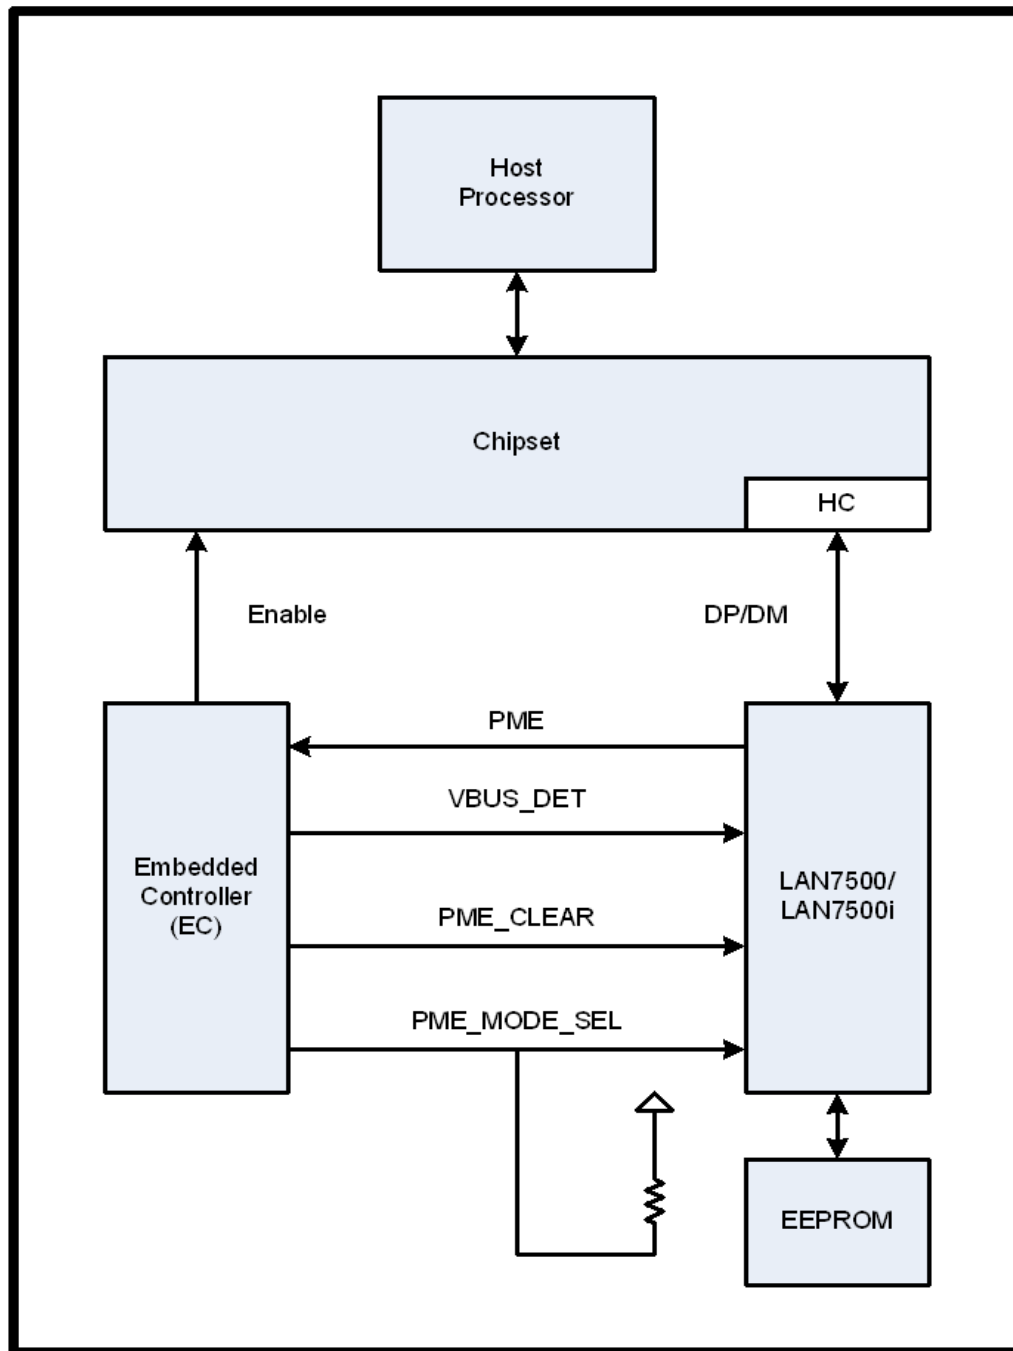 Host
Processor
Chipset
HC
Enable
DP/DM
PME
VBUS_DET
Embedded
Controller
(EC)
LAN7500/
LAN7500i
PME_CLEAR
PME_MODE_SEL
EEPROM